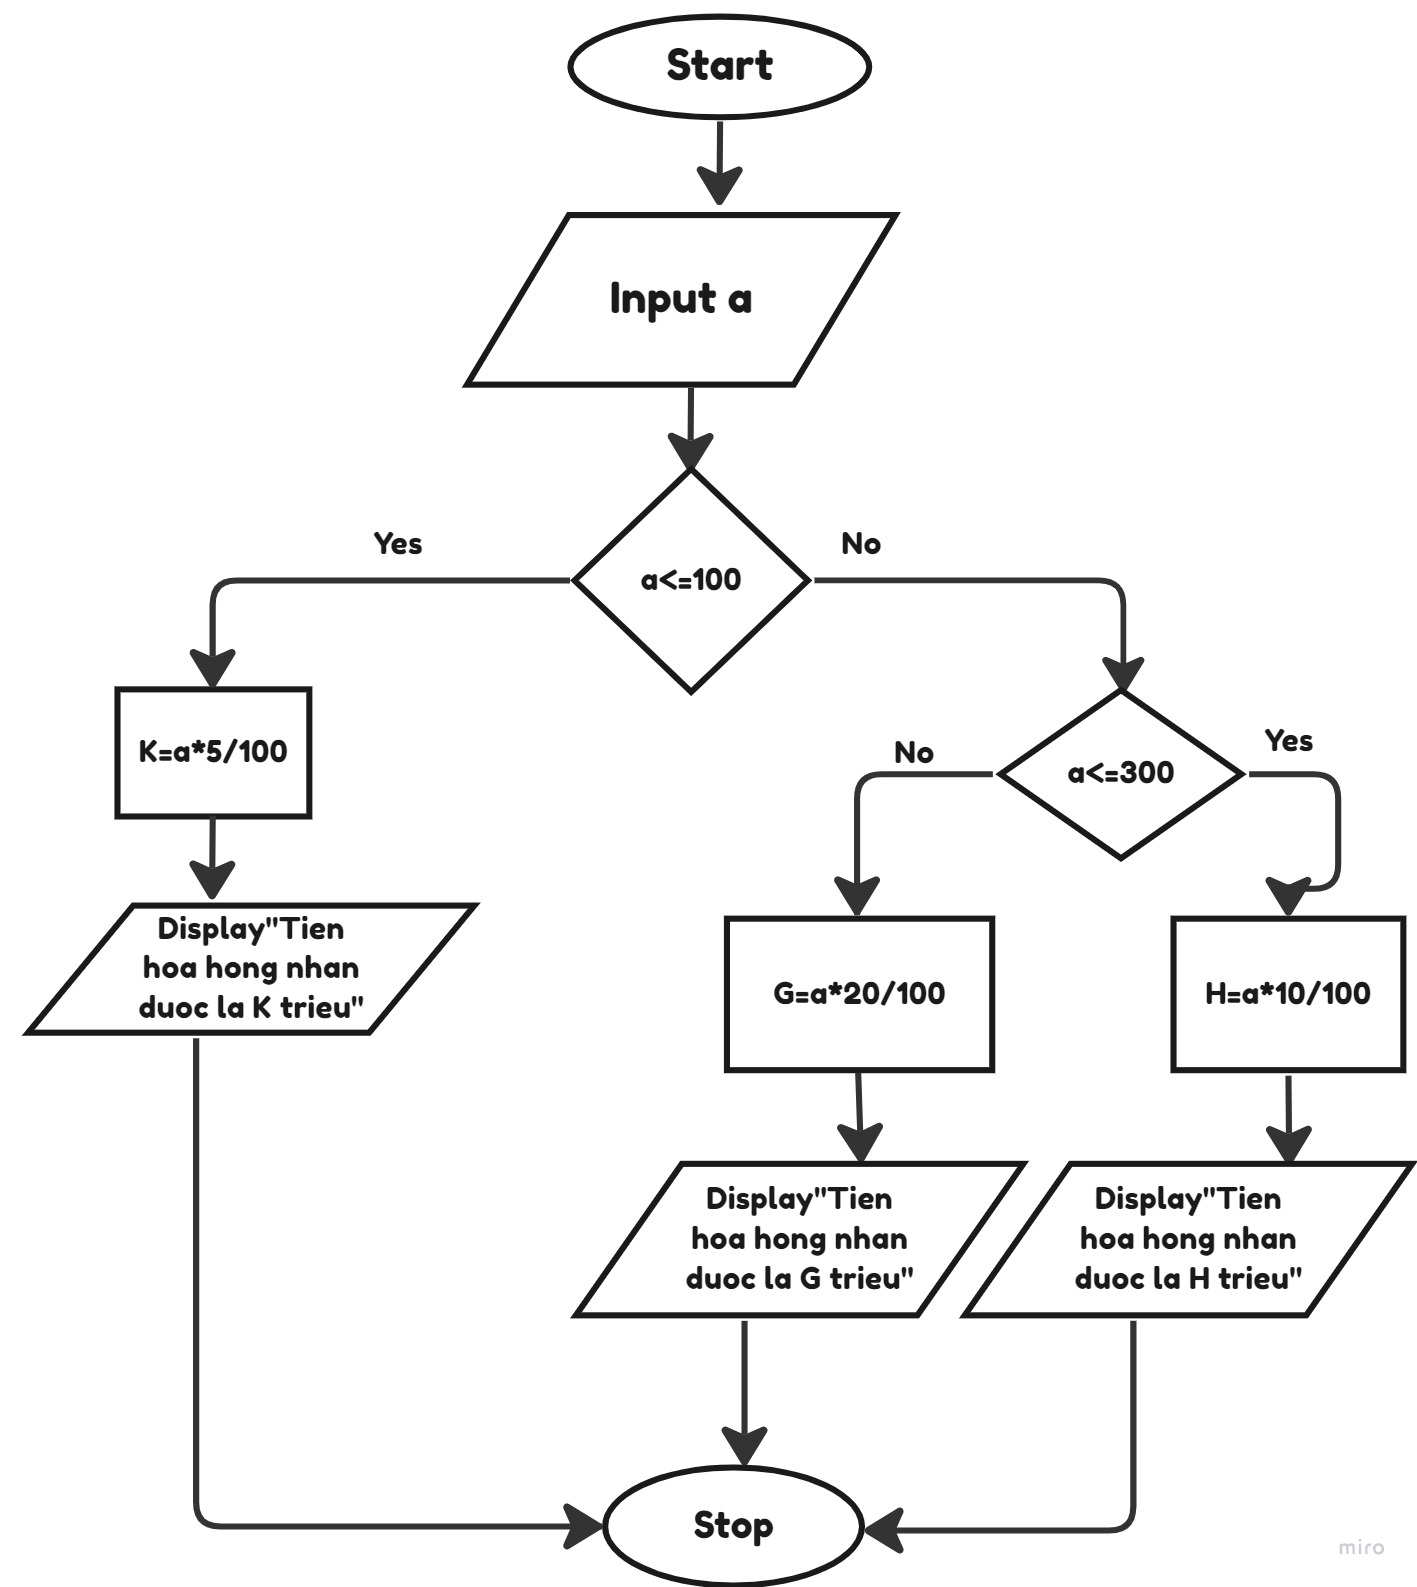 Start
Input a
Yes
No
a<=100
No
Yes
K=a*5/100
a<=300
Display"Tien
hoa hong nhan
duoc la K trieu"
G=a*20/100
H=a*10/100
Display"Tien
hoa hong nhan
duoc la G trieu"
Display"Tien
hoa hong nhan
duoc la H trieu"
Stop
miro